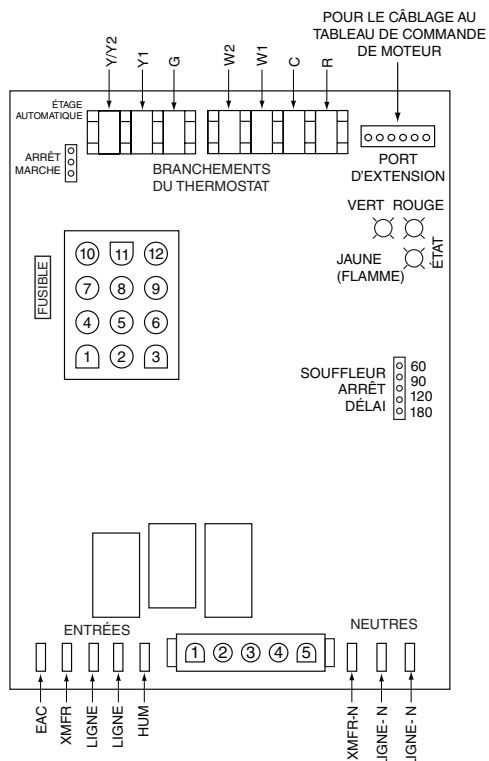 POUR LE CÂBLAGE AU
TABLEAU DE COMMANDE
DE MOTEUR
Y/Y2
Y1
G
W2
W1
C
R
ÉTAGE
AUTOMATIQUE
ARRÊT
MARCHE
BRANCHEMENTS
DU THERMOSTAT
PORT
D'EXTENSION
VERT ROUGE
JAUNE
(FLAMME)
ÉTAT
FUSIBLE
10 11 12
7 8 9
4 5 6
1 2 3
SOUFFLEUR
ARRÊT
DÉLAI
60
90
120
180
ENTRÉES
NEUTRES
1 2 3 4 5
EAC
XMFR
LIGNE
LIGNE
HUM
XMFR-N
LIGNE- N
LIGNE- N